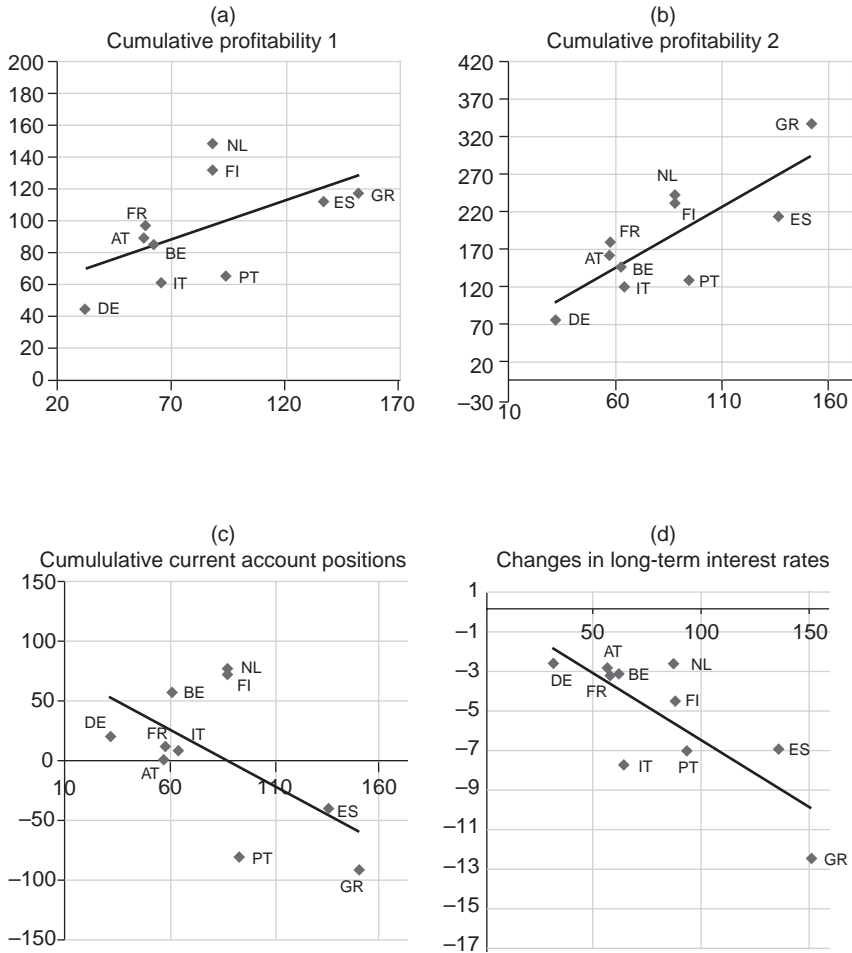 (a)
Cumulative profitability 1
200
180
160
140
120
100
80
60
40
20
0
20
70
120
170
NL
FI
GR
ES
FR
AT
BE
IT
PT
DE
(b)
Cumulative profitability 2
420
370
320
270
220
170
120
70
20
–30
10
60
110
160
GR
NL
FI
ES
FR
AT
BE
IT
PT
DE
(c)
Cumululative current account positions
150
100
50
0
–50
–100
–150
10
60
110
160
NL
FI
BE
DE
FR
IT
AT
ES
PT
GR
(d)
Changes in long-term interest rates
1
–1
–3
–5
–7
–9
–11
–13
–15
–17
50
100
150
AT
NL
DE
FR
BE
FI
IT
PT
ES
GR